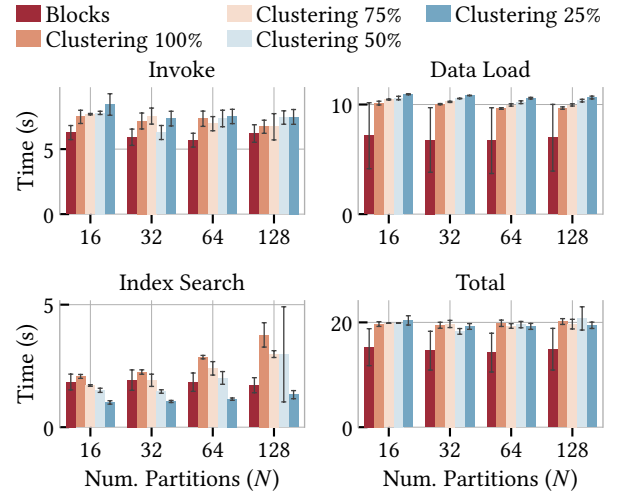 Blocks Clustering 75% Clustering 25%
Clustering 100% Clustering 50%
Invoke Data Load
Time (s)
5
0
16 32 64 128
10
0
16 32 64 128
Index Search Total
Time (s)
5
0
16 32 64 128
Num. Partitions (N)
20
0
16 32 64 128
Num. Partitions (N)